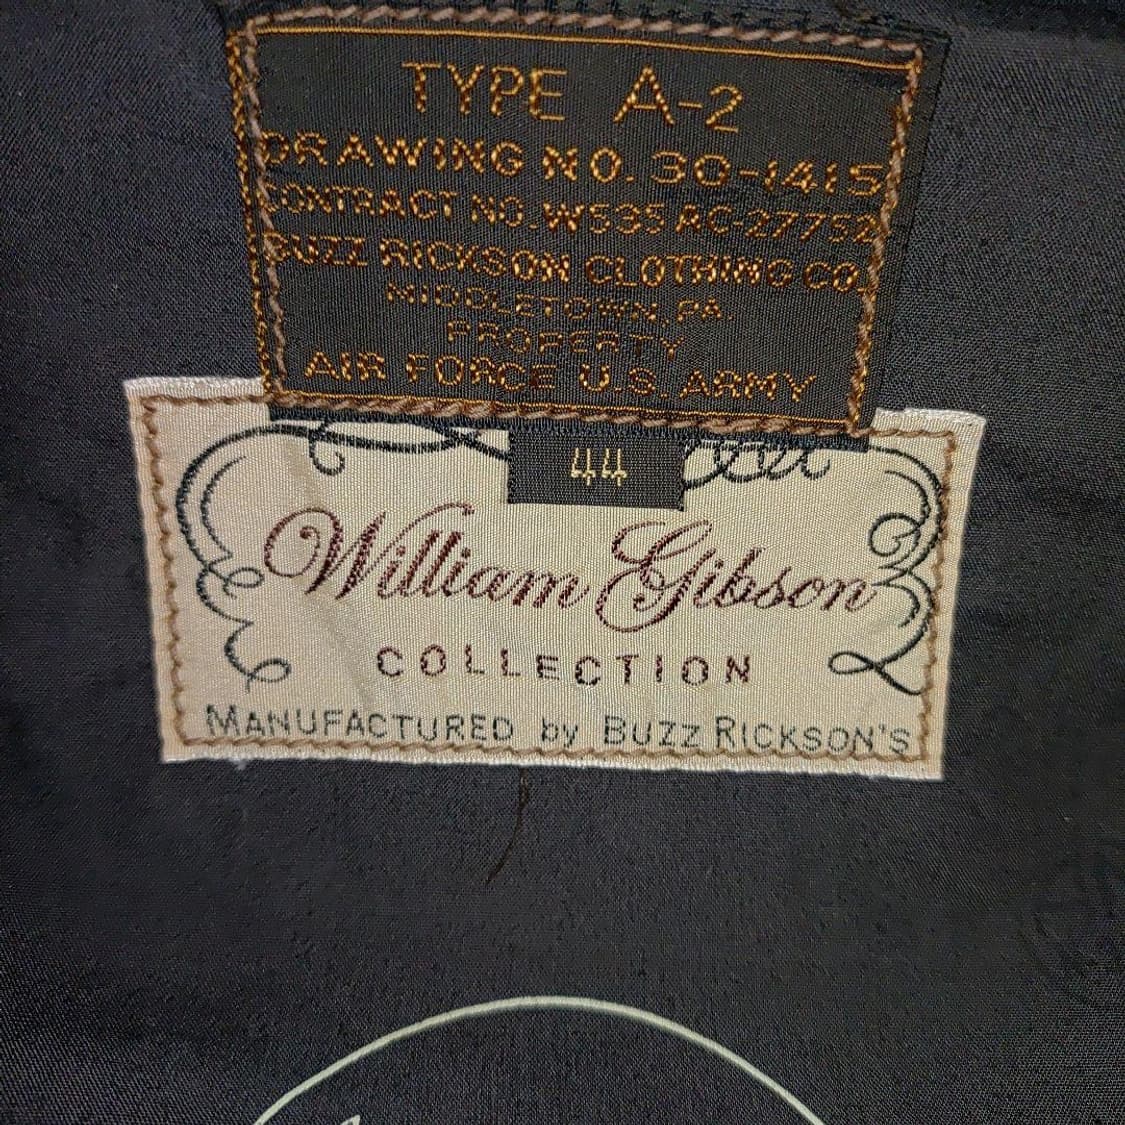 TYPE A-2
DRAWING NO. 30-1415
CONTRACT NO. W535 AC-27752
BUZZ RICKSON CLOTHING CO.
MIDDLETOWN, PA
PROPERTY
AIR FORCE U.S. ARMY
44
William Gibson
COLLECTION
MANUFACTURED by BUZZ RICKSON'S